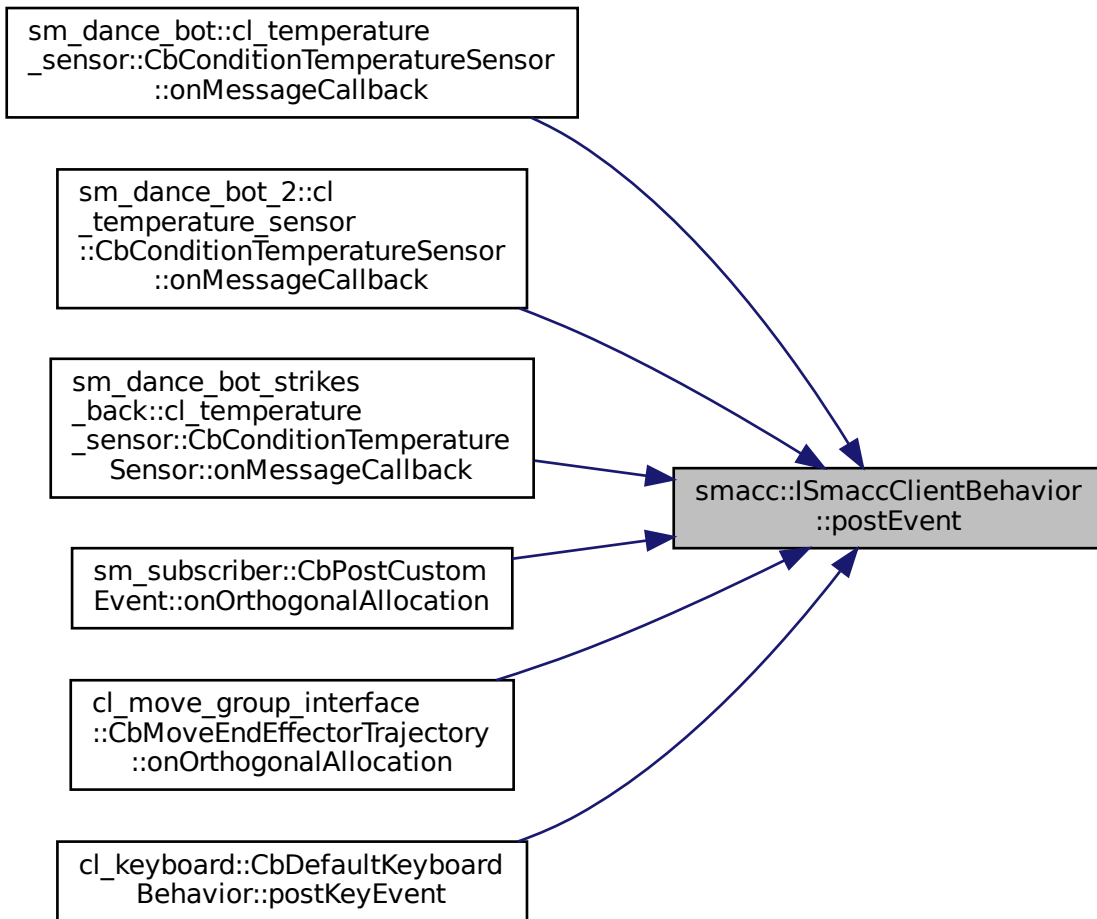 sm_dance_bot::cl_temperature
_sensor::CbConditionTemperatureSensor
::onMessageCallback
sm_dance_bot_2::cl
_temperature_sensor
::CbConditionTemperatureSensor
::onMessageCallback
sm_dance_bot_strikes
_back::cl_temperature
_sensor::CbConditionTemperature
Sensor::onMessageCallback
smacc::ISmaccClientBehavior
::postEvent
sm_subscriber::CbPostCustom
Event::onOrthogonalAllocation
cl_move_group_interface
::CbMoveEndEffectorTrajectory
::onOrthogonalAllocation
cl_keyboard::CbDefaultKeyboard
Behavior::postKeyEvent